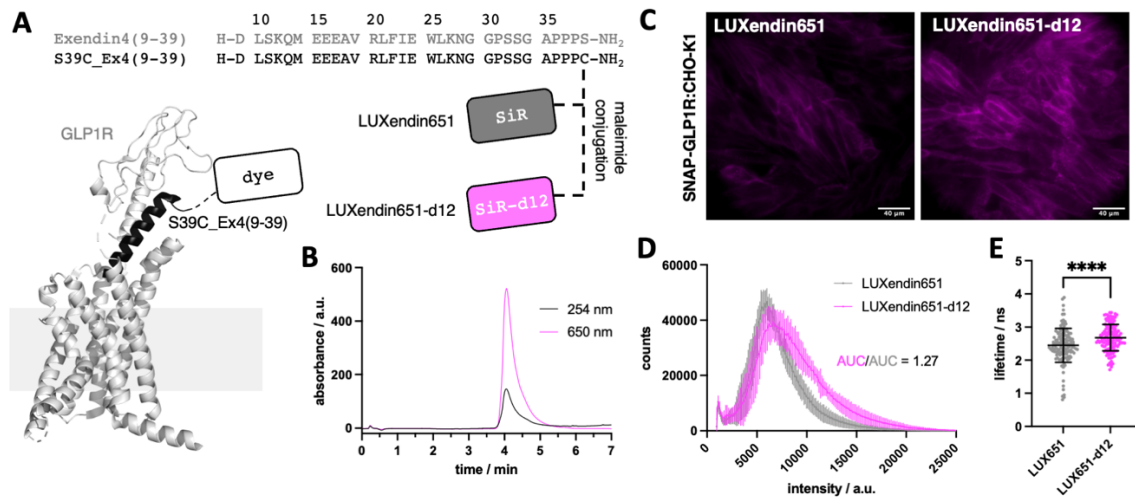 A
10 15 20 25 30 35
Exendin4(9-39) H-D LSKQM EEEAV RLFIE WLKNG GPSSG APPPS-NH2
S39C_Ex4(9-39) H-D LSKQM EEEAV RLFIE WLKNG GPSSG APPPC-NH2
GLP1R
dye
S39C_Ex4(9-39)
LUXendin651
SiR
LUXendin651-d12
SiR-d12
maleimide
conjugation
B
absorbance / a.u.
600
400
200
0
254 nm
650 nm
0 1 2 3 4 5 6 7
time / min
C
SNAP-GLP1R:CHO-K1
LUXendin651
40 µm
LUXendin651-d12
40 µm
D
counts
60000
40000
20000
0
LUXendin651
LUXendin651-d12
AUC/AUC = 1.27
0 5000 10000 15000 20000 25000
intensity / a.u.
E
lifetime / ns
5
4
3
2
1
0
****
LUX651
LUX651-d12